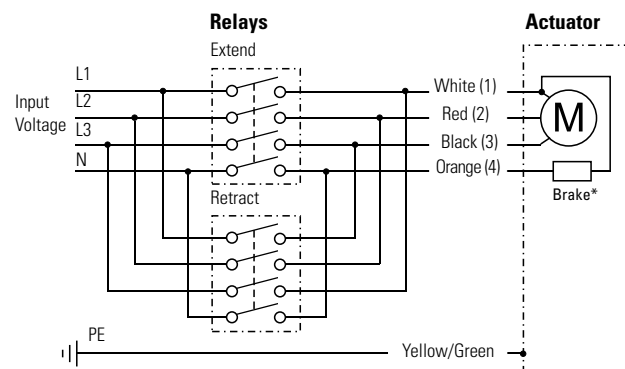 Relays
Actuator
Extend
L1
Input
Voltage
L2
L3
N
White (1)
Red (2)
Black (3)
Orange (4)
M
Brake*
Retract
PE
Yellow/Green